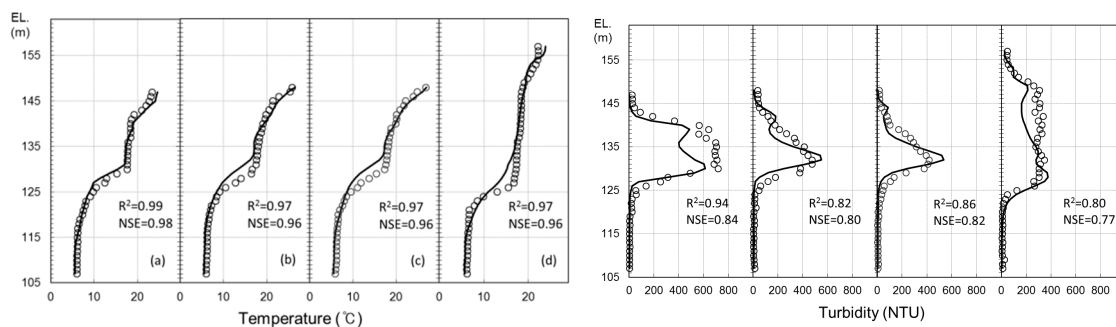 EL.
(m)
155
145
135
125
115
105
R²=0.99
NSE=0.98
(a)
R²=0.97
NSE=0.96
(b)
R²=0.97
NSE=0.96
(c)
R²=0.97
NSE=0.96
(d)
0 10 20 0 10 20 0 10 20 0 10 20
Temperature (℃)
EL.
(m)
155
145
135
125
115
105
R²=0.94
NSE=0.84
R²=0.82
NSE=0.80
R²=0.86
NSE=0.82
R²=0.80
NSE=0.77
0 200 400 600 800 0 200 400 600 800 0 200 400 600 800 0 200 400 600 800
Turbidity (NTU)